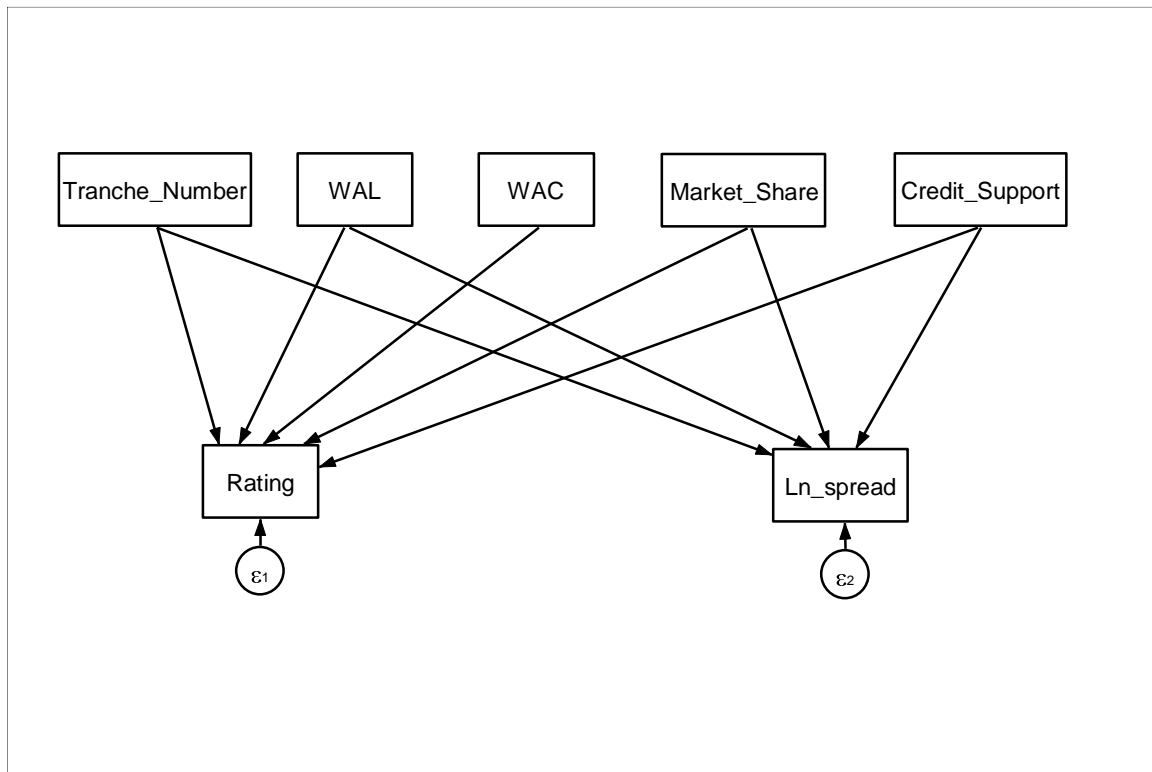 Tranche_Number
WAL
WAC
Market_Share
Credit_Support
Rating
Ln_spread
ε1
ε2